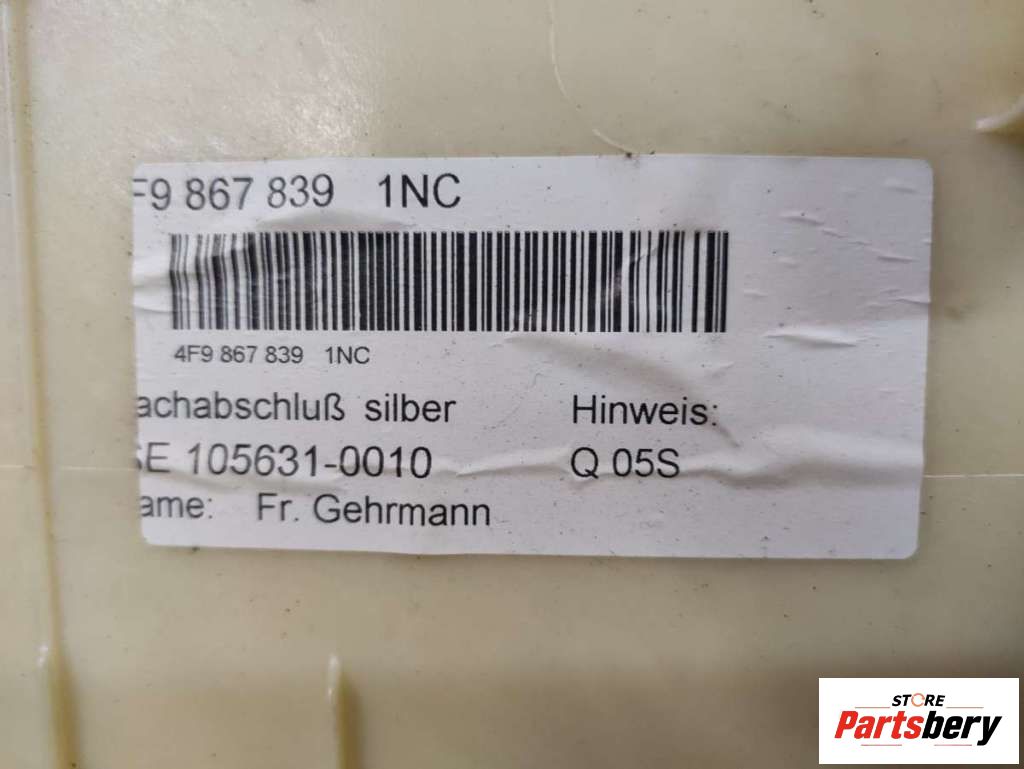 F9 867 839 1NC
4F9 867 839 1NC
achabschluß silber
Hinweis:
SE 105631-0010
Q 05S
ame: Fr. Gehrmann
STORE
Partsbery